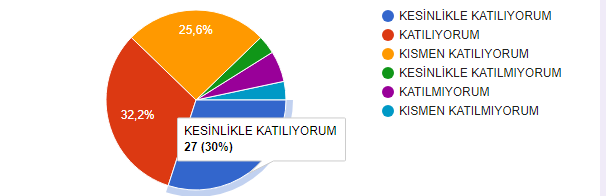 25,6%
32,2%
KESİNLİKLE KATILIYORUM
27 (30%)
KESİNLİKLE KATILIYORUM
KATILIYORUM
KISMEN KATILIYORUM
KESİNLİKLE KATILMIYORUM
KATILMIYORUM
KISMEN KATILMIYORUM